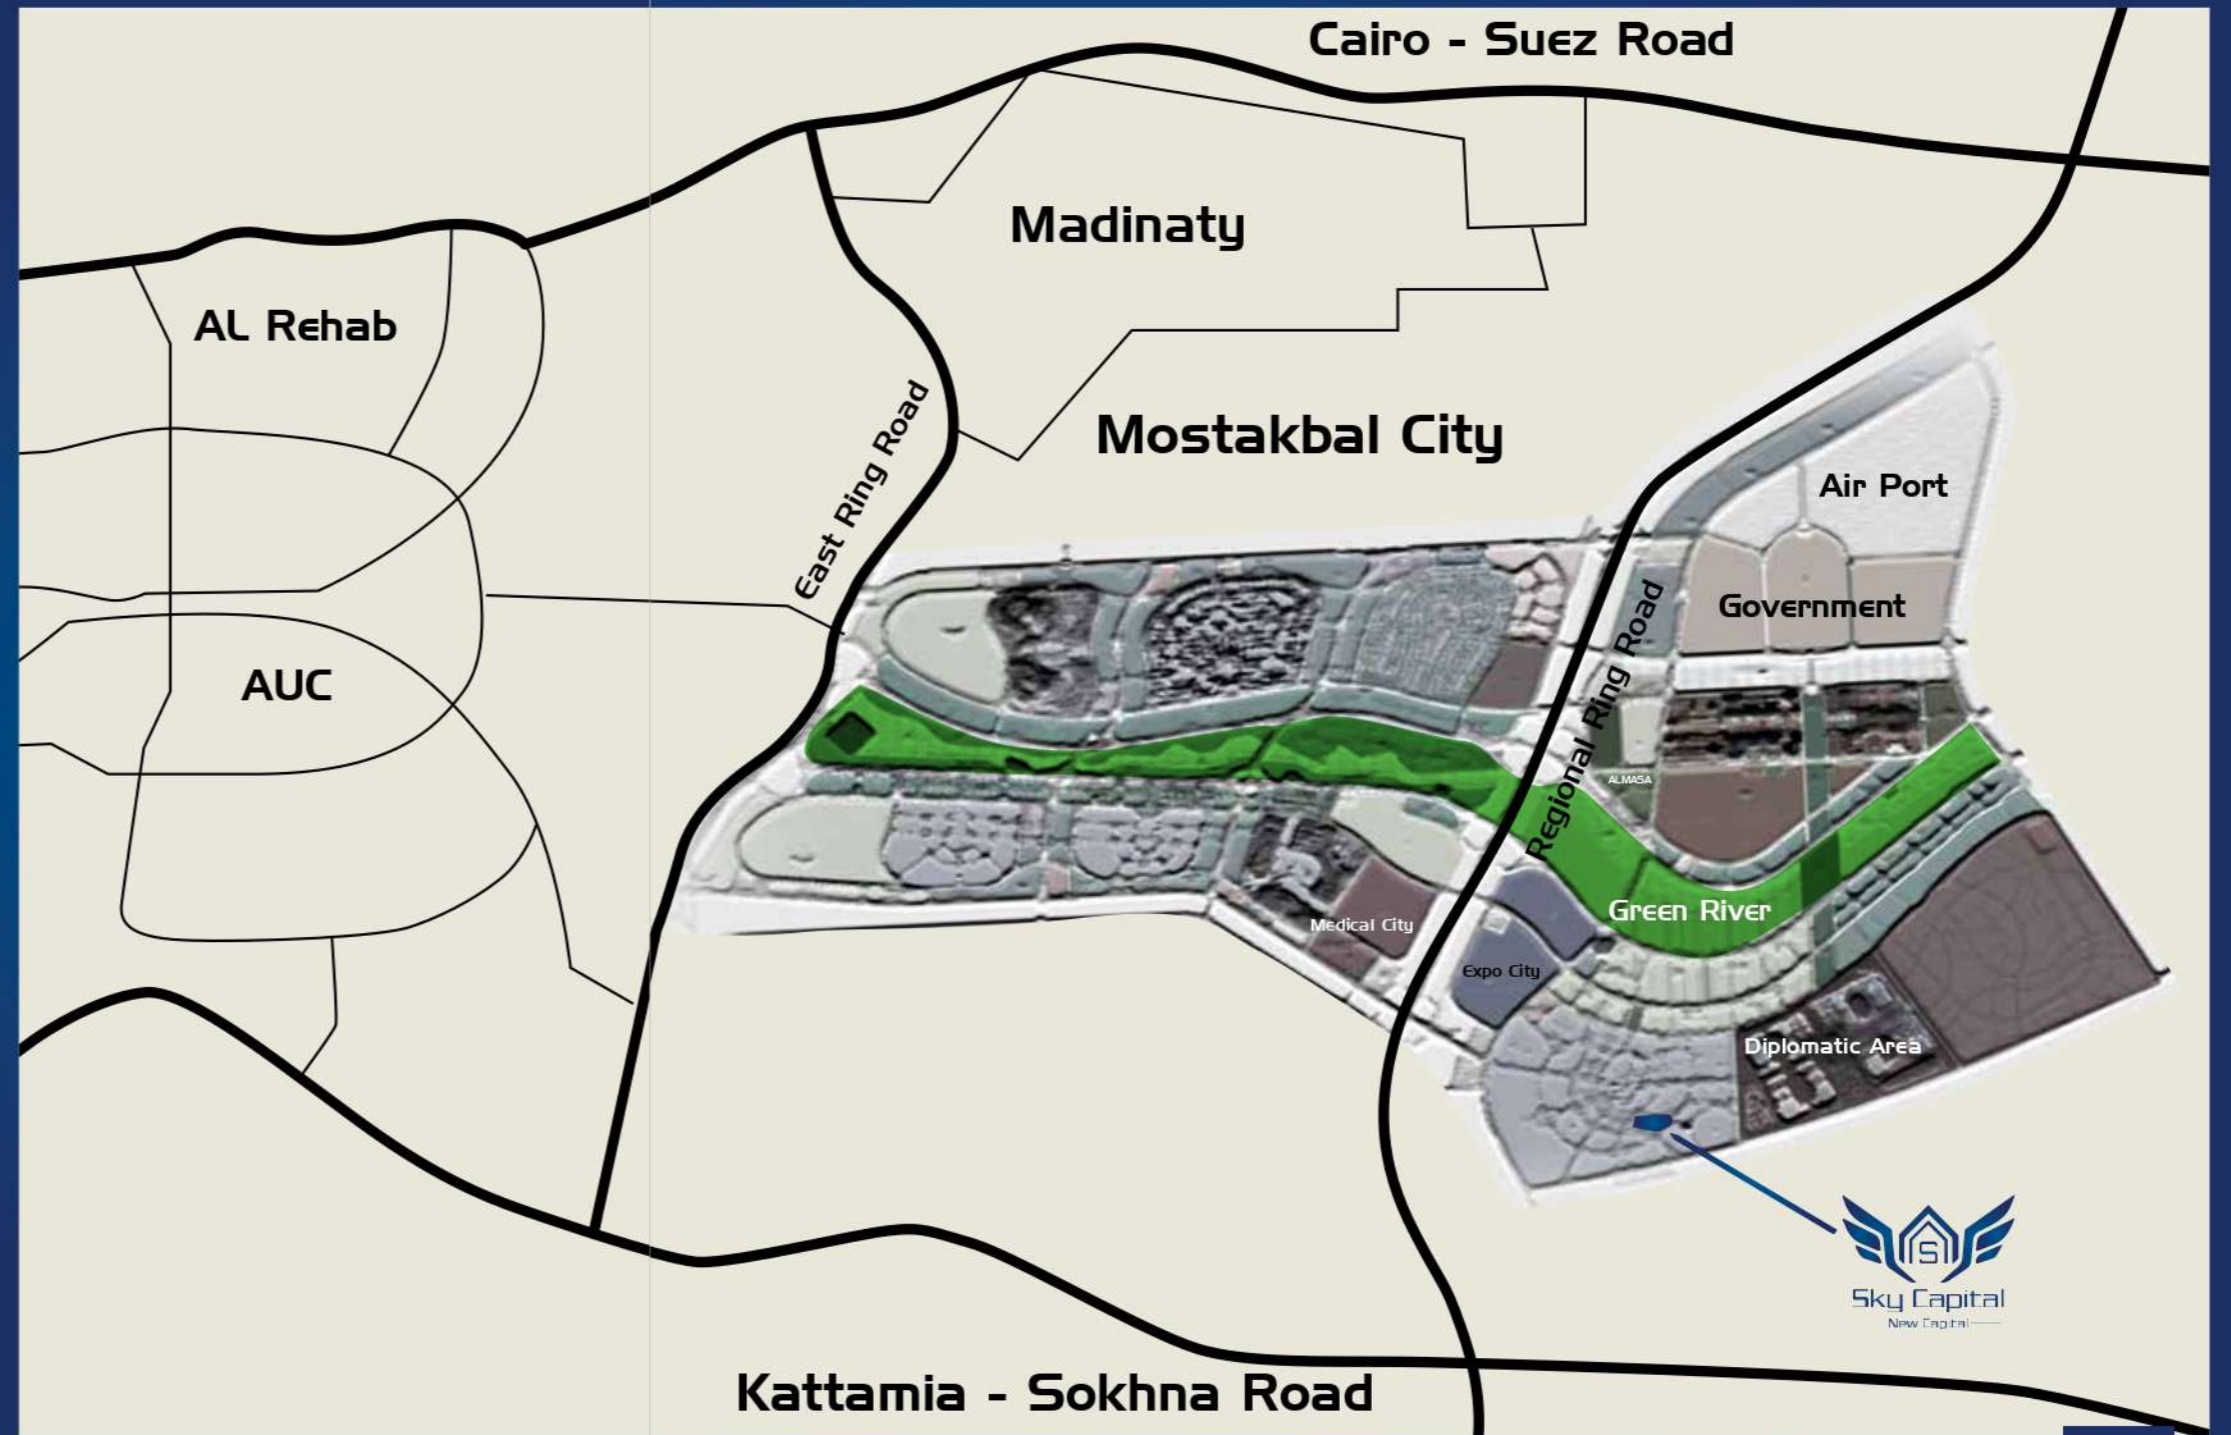 Cairo - Suez Road
Madinaty
AL Rehab
Mostakbal City
East Ring Road
Air Port
Government
AUC
Regional Ring Road
ALMASA
Green River
Medical City
Expo City
Diplomatic Area
S
Sky Capital
New Capital
Kattamia - Sokhna Road